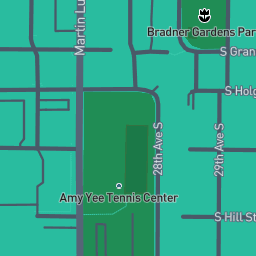 Bradner Gardens Par
Martin Lu
S Gran
S Holg
28th Ave S
29th Ave S
Amy Yee Tennis Center
S Hill St